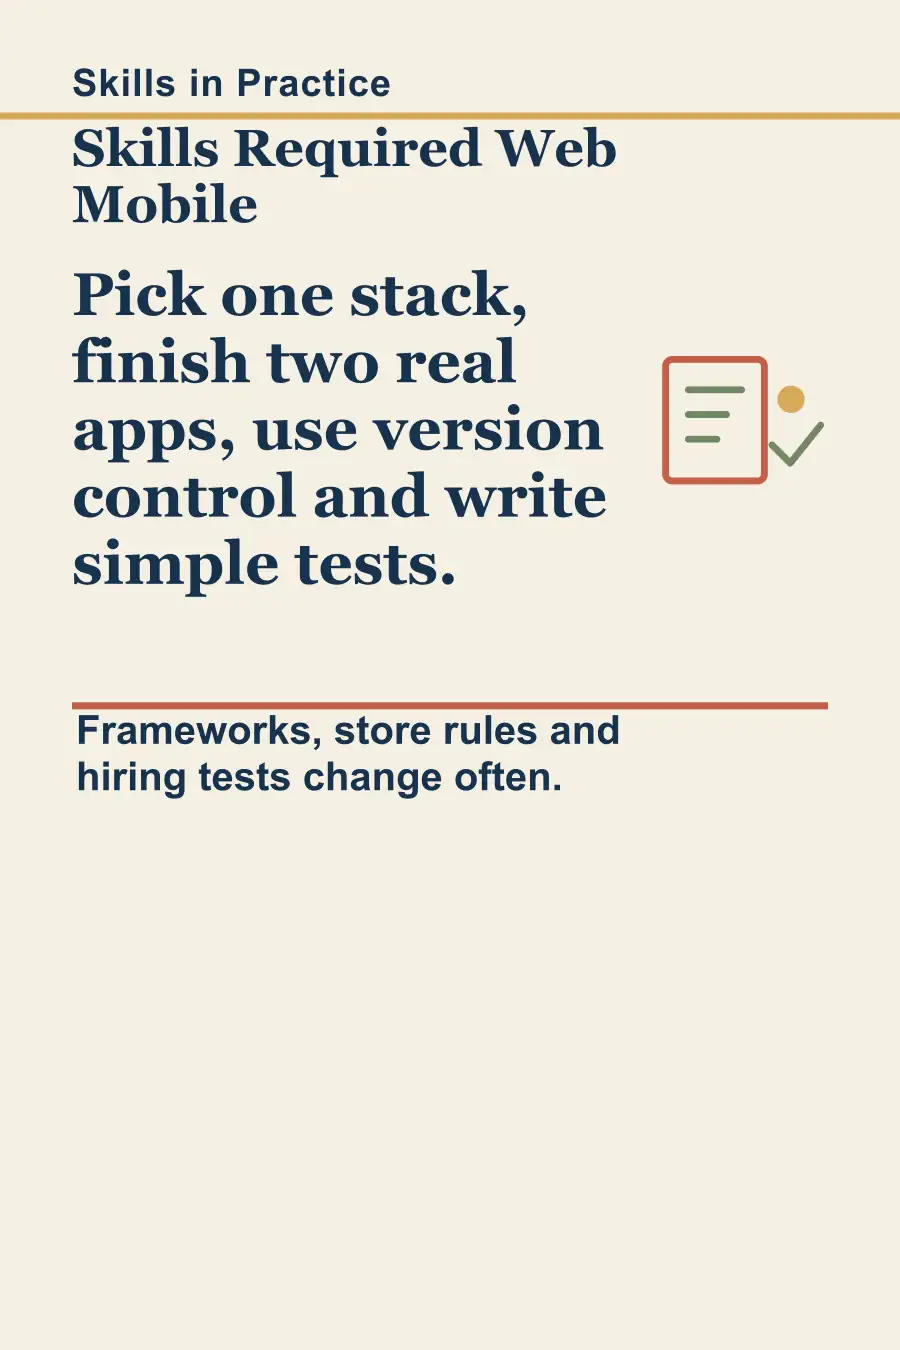 Skills in Practice
Skills Required Web
Mobile
Pick one stack,
finish two real
apps, use version
control and write
simple tests.
Frameworks, store rules and
hiring tests change often.